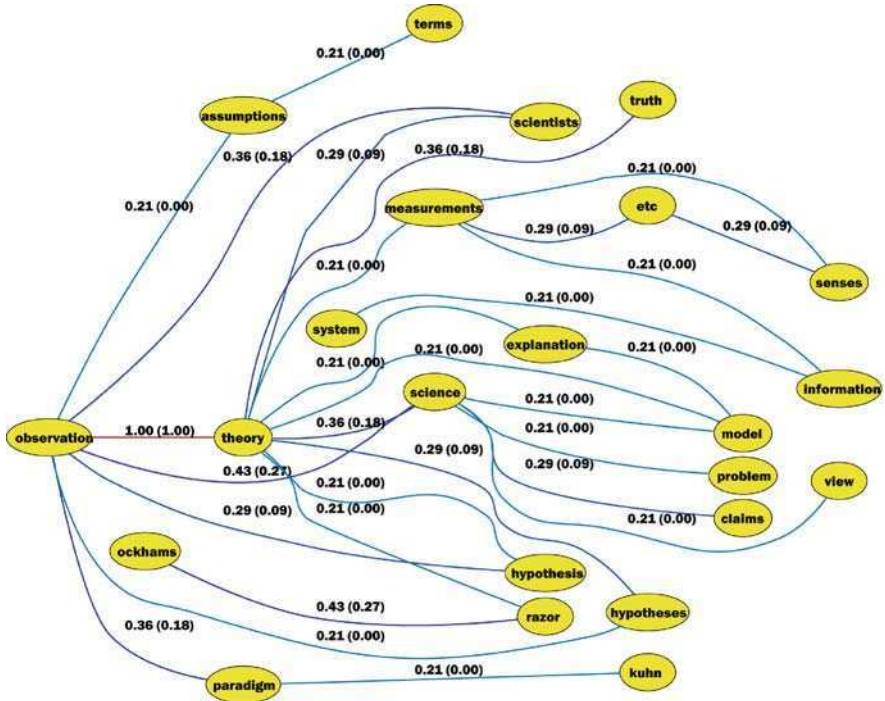 terms
0.21 (0.00)
assumptions
truth
scientists
0.36 (0.18)
0.29 (0.09)
0.36 (0.18)
0.21 (0.00)
0.21 (0.00)
measurements
etc
0.29 (0.09)
0.29 (0.09)
0.21 (0.00)
0.21 (0.00)
senses
system
0.21 (0.00)
explanation
0.21 (0.00)
0.21 (0.00)
0.21 (0.00)
information
science
0.21 (0.00)
observation
1.00 (1.00)
theory
0.36 (0.18)
0.21 (0.00)
model
0.43 (0.27)
0.29 (0.09)
0.29 (0.09)
problem
view
0.21 (0.00)
0.29 (0.09)
0.21 (0.00)
0.21 (0.00)
claims
ockhams
hypothesis
0.43 (0.27)
razor
hypotheses
0.36 (0.18)
0.21 (0.00)
0.21 (0.00)
kuhn
paradigm